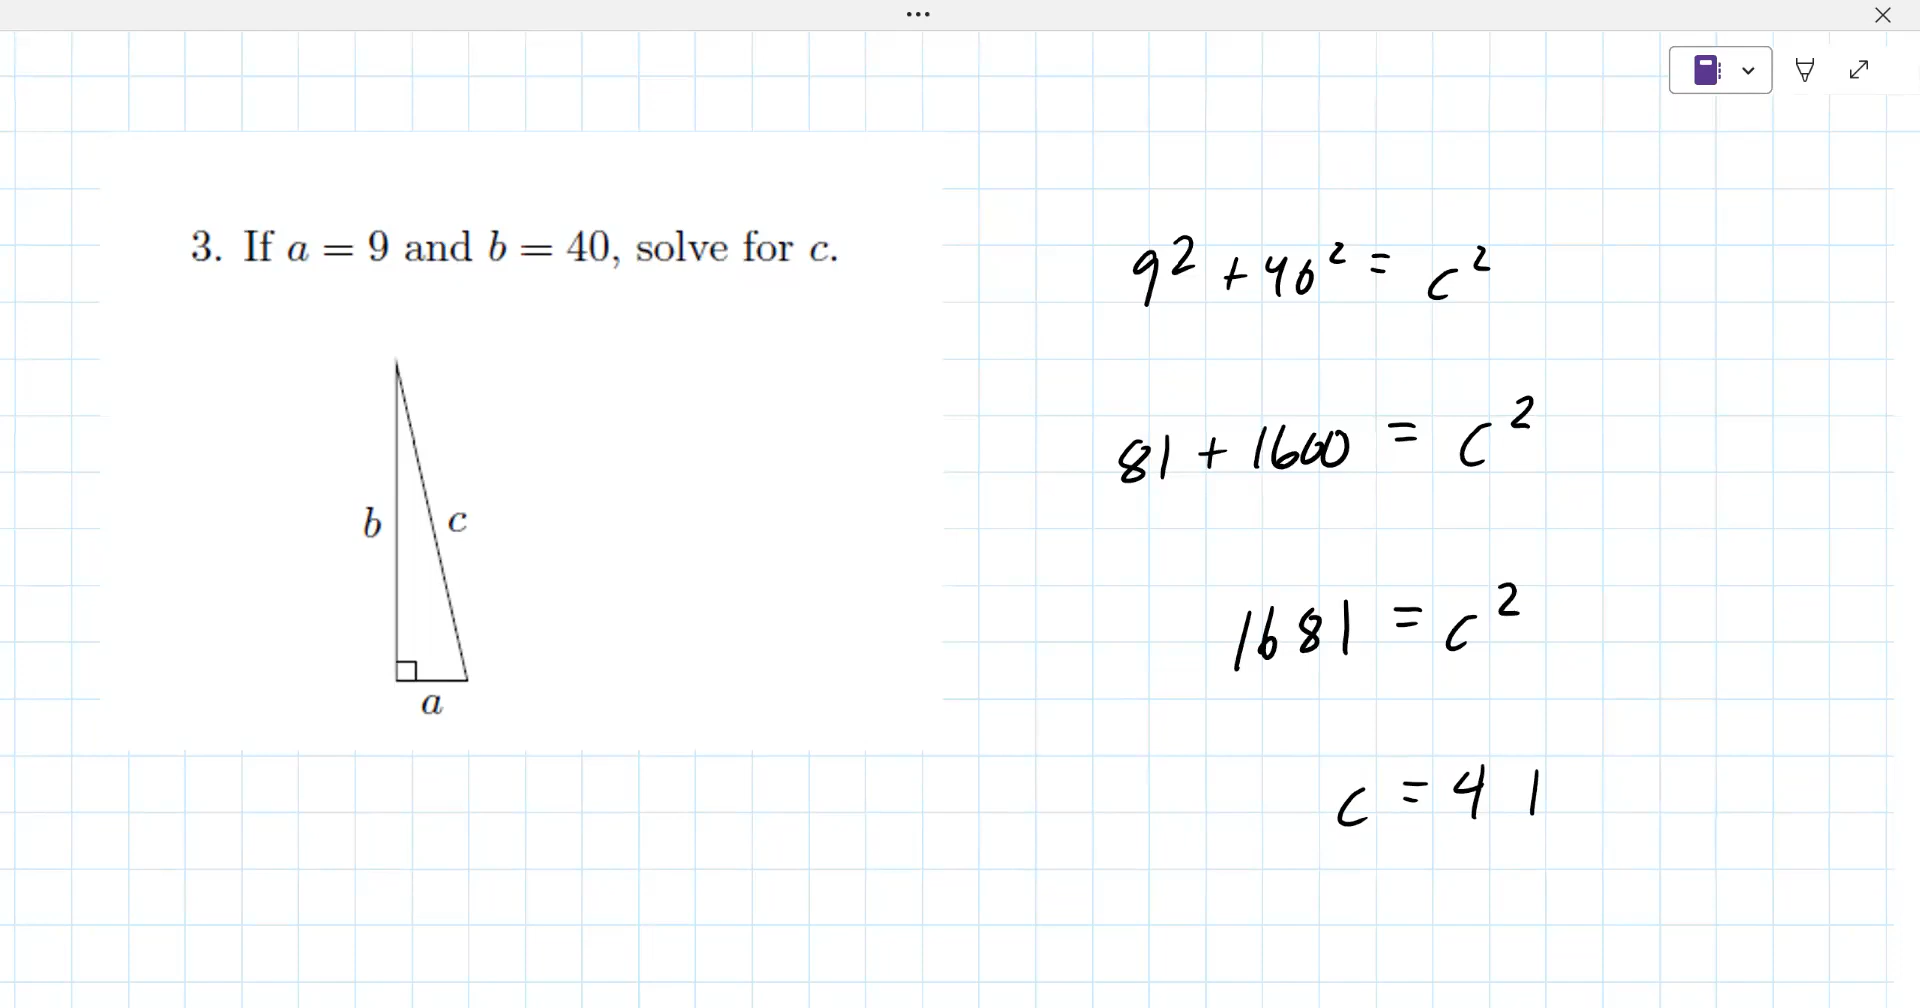 3. If a = 9 and b = 40, solve for c.
b
c
a
9² + 40² = c²
81 + 1600 = c²
1681 = c²
c = 41